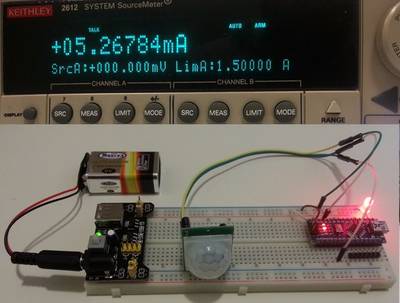 KEITHLEY 2612 SYSTEM SourceMeter®
TALK AUTO ARM
+05.26784mA
SrcA:+000.000mV LimA:1.50000 A
CHANNEL A CHANNEL B
DISPLAY SRC MEAS LIMIT MODE SRC MEAS LIMIT MODE
RANGE